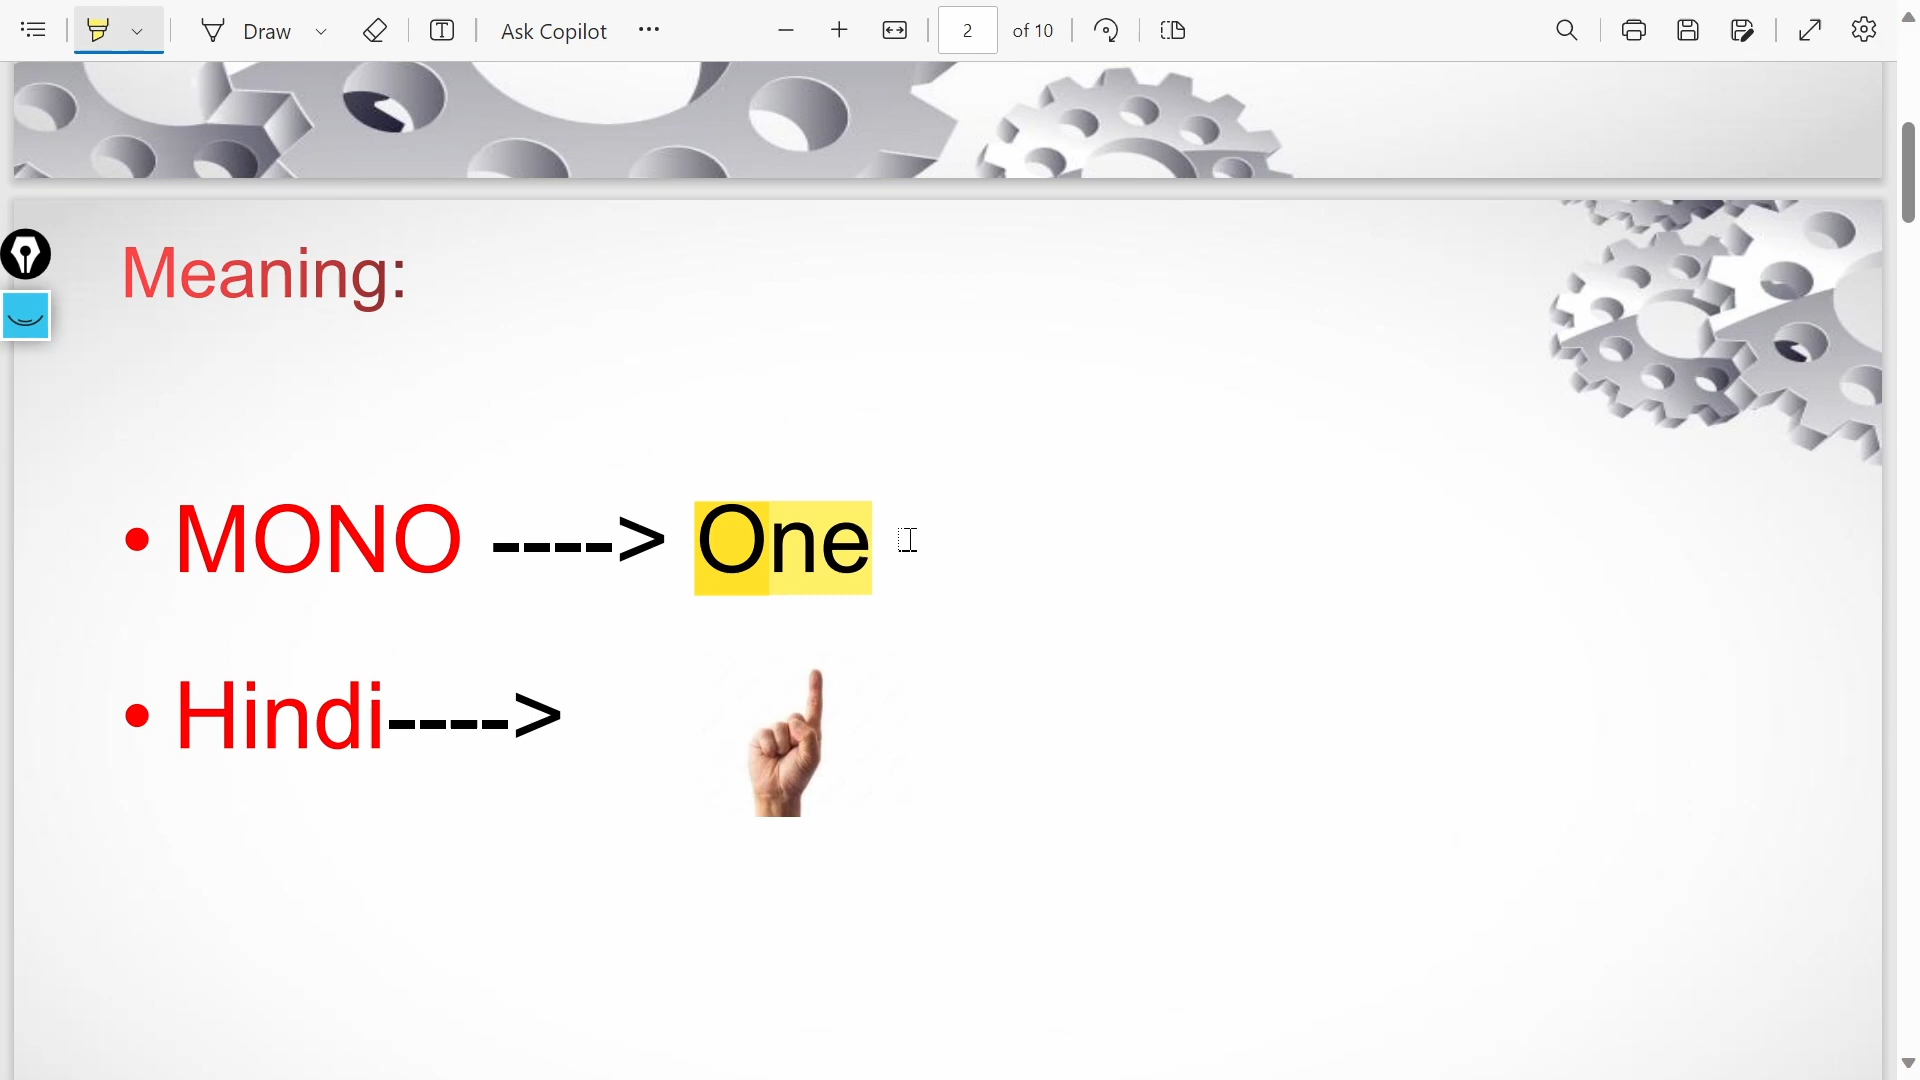 Draw
Ask Copilot
2 of 10
Meaning:
• MONO ----> One
• Hindi---->